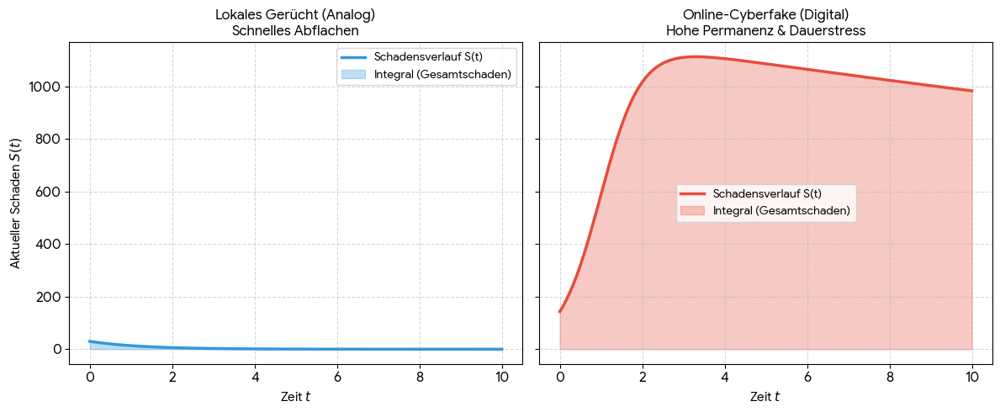 Lokales Gerücht (Analog)
Schnelles Abflachen
Schadensverlauf S(t)
Integral (Gesamtschaden)
Aktueller Schaden S(t)
1000
800
600
400
200
0
0 2 4 6 8 10
Zeit t
Online-Cyberfake (Digital)
Hohe Permanenz & Dauerstress
Schadensverlauf S(t)
Integral (Gesamtschaden)
0 2 4 6 8 10
Zeit t